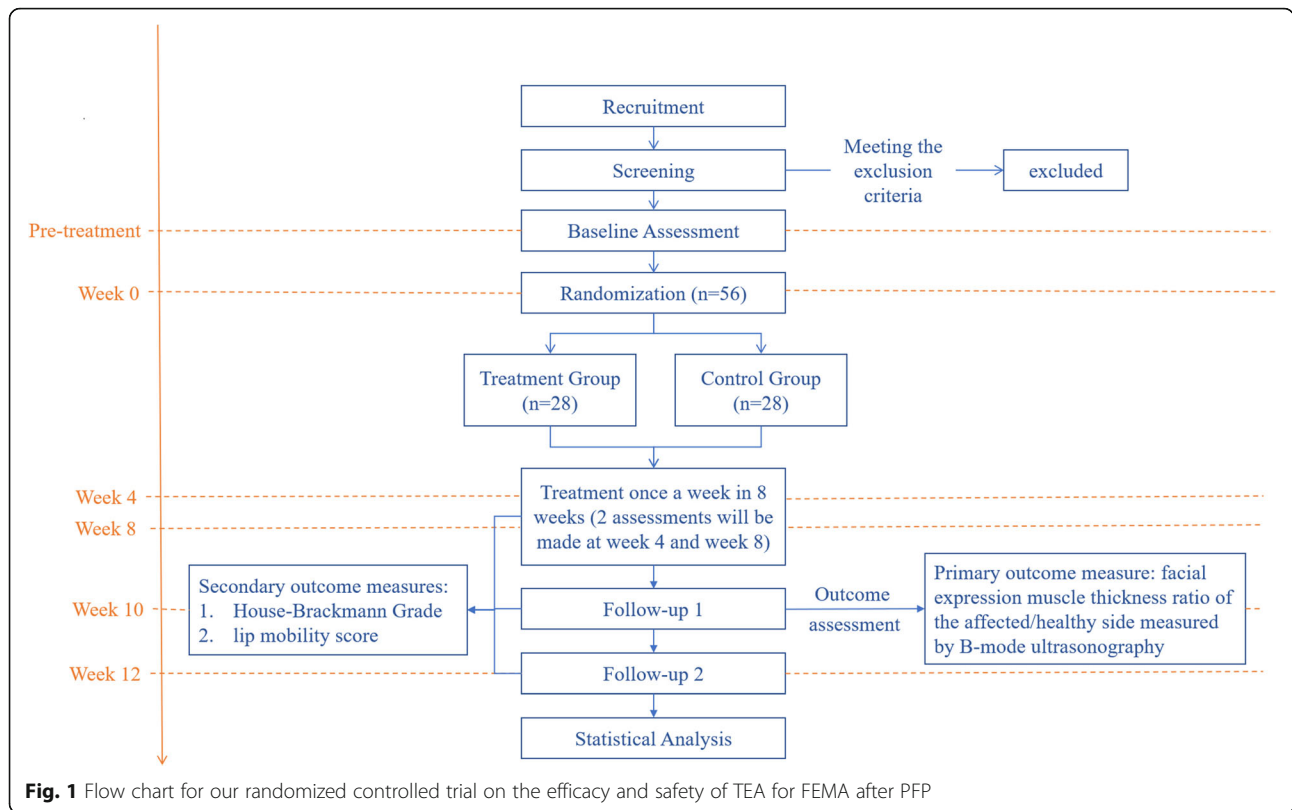 Recruitment
Screening
Meeting the
exclusion
criteria
excluded
Pre-treatment
Baseline Assessment
Week 0
Randomization (n=56)
Treatment Group
(n=28)
Control Group
(n=28)
Week 4
Treatment once a week in 8
weeks (2 assessments will be
made at week 4 and week 8)
Week 8
Secondary outcome measures:
1. House-Brackmann Grade
2. lip mobility score
Week 10
Follow-up 1
Outcome
assessment
Primary outcome measure: facial
expression muscle thickness ratio of
the affected/healthy side measured
by B-mode ultrasonography
Week 12
Follow-up 2
Statistical Analysis
Fig. 1 Flow chart for our randomized controlled trial on the efficacy and safety of TEA for FEMA after PFP